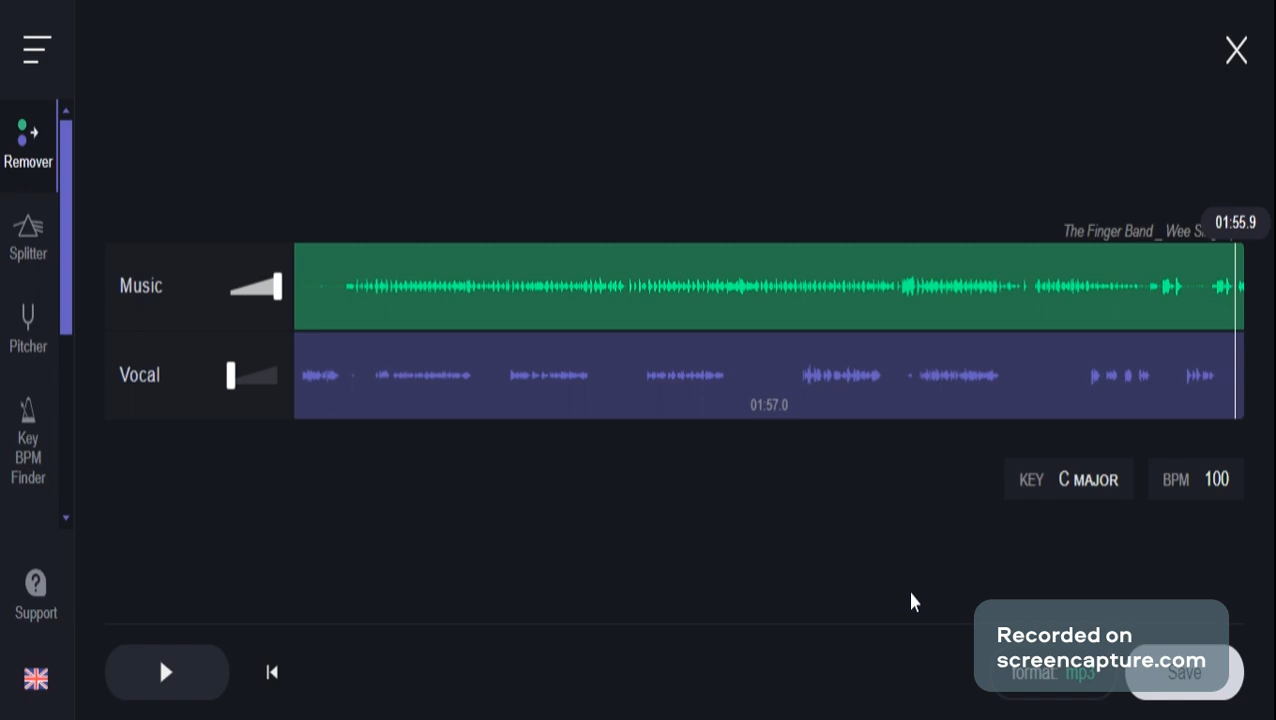 Remover
Splitter
Pitcher
Key
BPM
Finder
Support
The Finger Band _ Wee
01:55.9
Music
Vocal
01:57.0
KEY C MAJOR
BPM 100
Recorded on
screencapture.com
format: mp3
Save